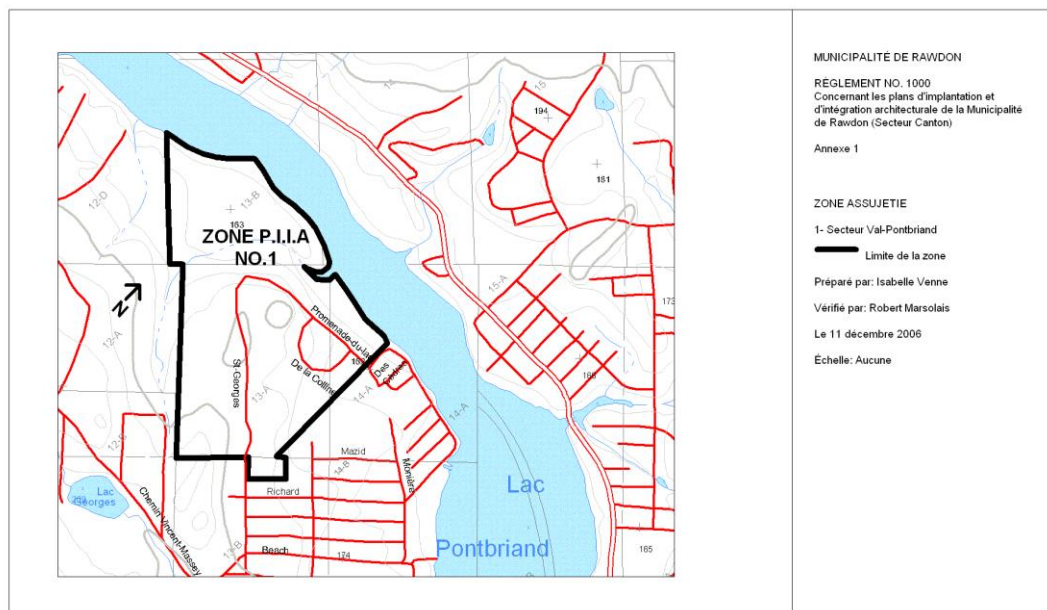 MUNICIPALITÉ DE RAWDON
RÈGLEMENT NO. 1000
Concernant les plans d'implantation et
d'intégration architecturale de la Municipalité
de Rawdon (Secteur Canton)
Annexe 1
ZONE ASSUJETIE
1- Secteur Val-Pontbriand
Limite de la zone
Préparé par: Isabelle Venne
Vérifié par: Robert Marsolais
Le 11 décembre 2006
Échelle: Aucune
14
15
194
181
12-D
13-B
163
ZONE P.I.I.A
NO.1
N
12-A
15-A
173
Promenade-du-lac
De la Colline
Des
St-Georges
13-A
14-A
14-A
168
Mazid
14-B
Monière
Richard
Lac
Georges
Chemin Vincent-Massey
Beach
174
Lac
Pontbriand
165